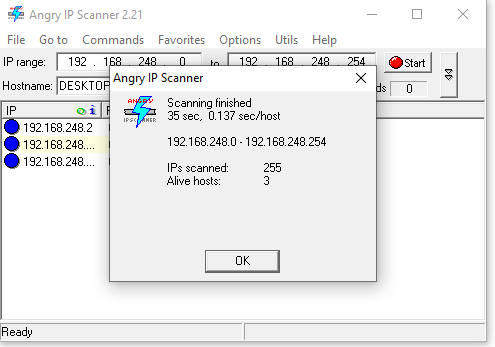 Angry IP Scanner 2.21
File Go to Commands Favorites Options Utils Help
IP range: 192 . 168 . 248 . 0 to 192 . 168 . 248 . 254 Start
Hostname: DESKTOP
ds 0
IP
192.168.248.2
192.168.248....
192.168.248....
Angry IP Scanner
ANGRY
IP SCANNER
Scanning finished
35 sec, 0.137 sec/host
192.168.248.0 - 192.168.248.254
IPs scanned: 255
Alive hosts: 3
OK
Ready